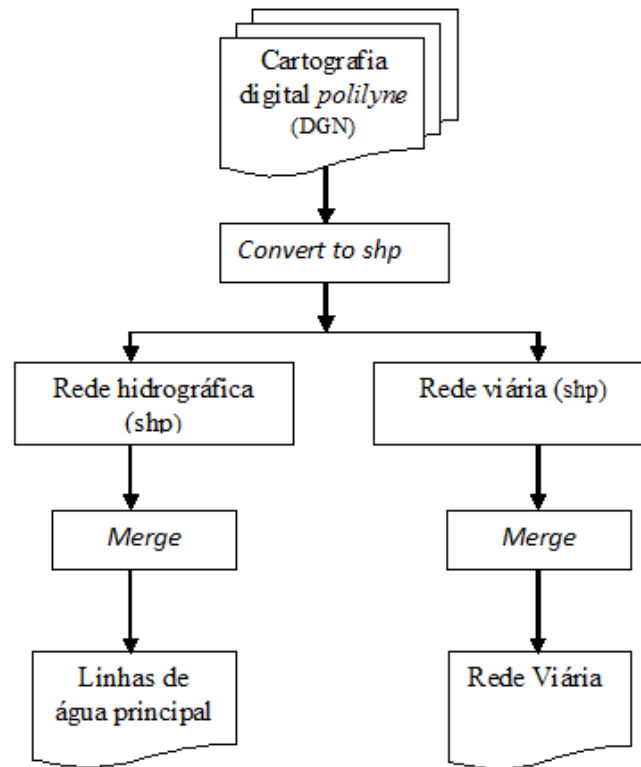 Cartografia
digital polilyne
(DGN)
Convert to shp
Rede hidrográfica
(shp)
Rede viária (shp)
Merge
Merge
Linhas de
água principal
Rede Viária